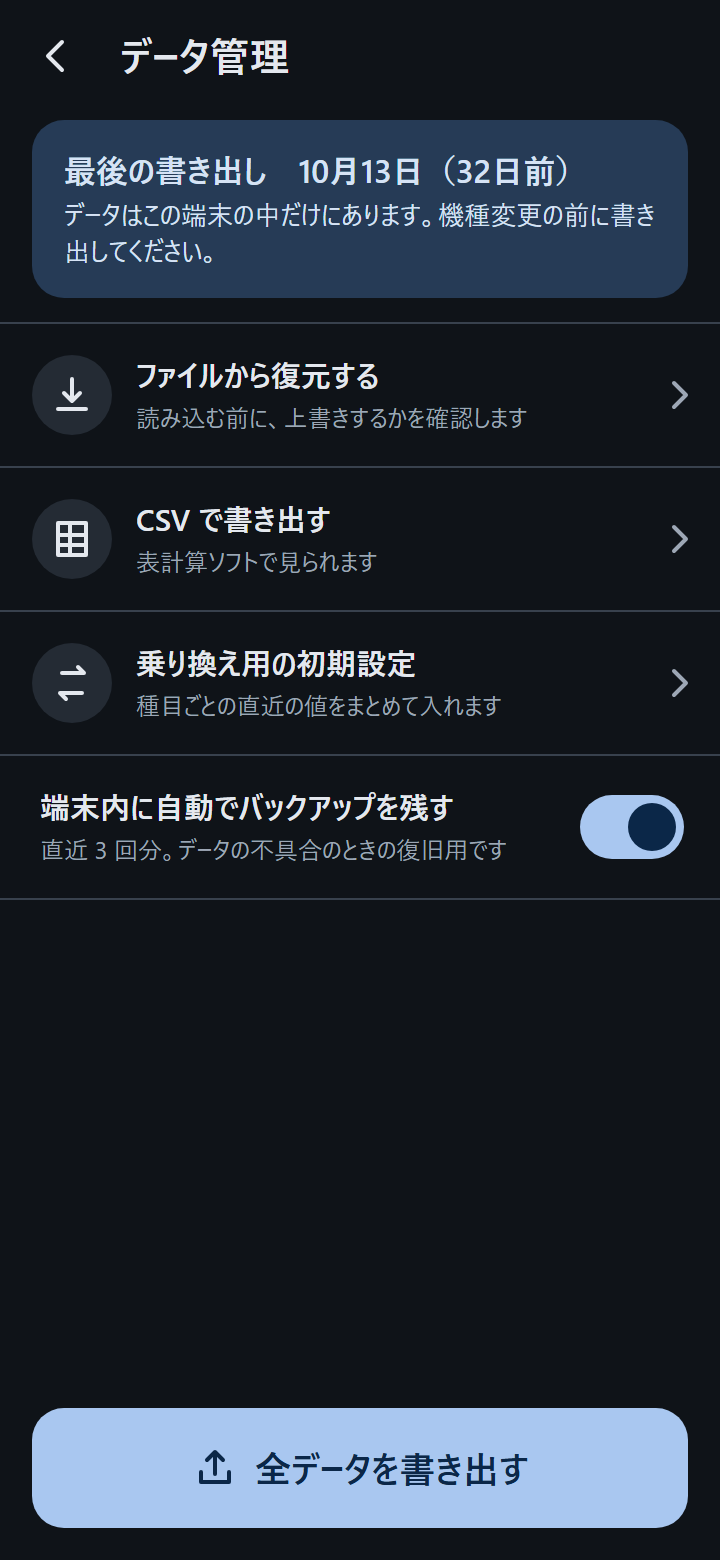 データ管理
最後の書き出し　10月13日（32日前）
データはこの端末の中だけにあります。機種変更の前に書き
出してください。
ファイルから復元する
読み込む前に、上書きするかを確認します
CSV で書き出す
表計算ソフトで見られます
乗り換え用の初期設定
種目ごとの直近の値をまとめて入れます
端末内に自動でバックアップを残す
直近 3 回分。データの不具合のときの復旧用です
全データを書き出す